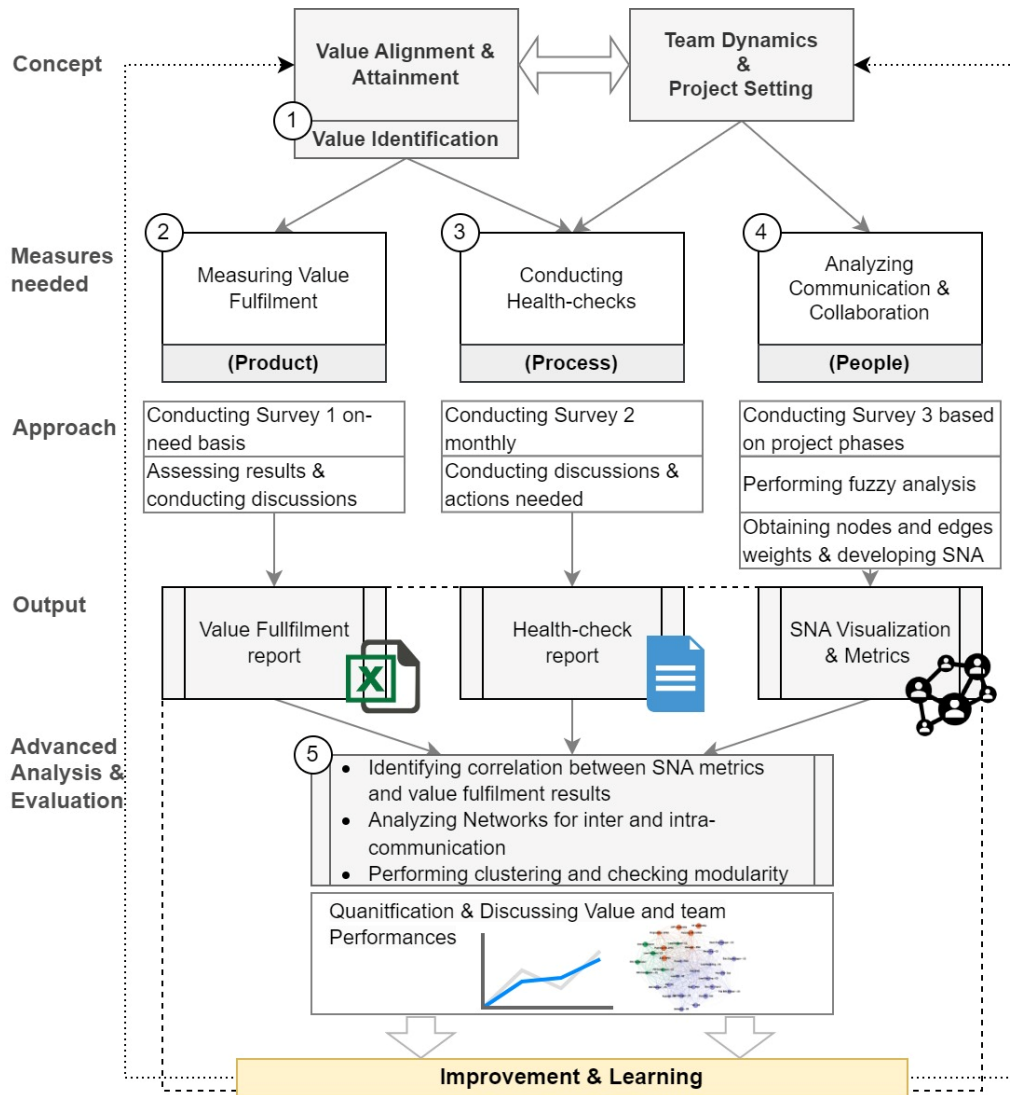 Concept
Value Alignment &
Attainment
Team Dynamics
&
Project Setting
1
Value Identification
Measures
needed
2
Measuring Value
Fulfilment
(Product)
3
Conducting
Health-checks
(Process)
4
Analyzing
Communication &
Collaboration
(People)
Approach
Conducting Survey 1 on-
need basis
Assessing results &
conducting discussions
Conducting Survey 2
monthly
Conducting discussions &
actions needed
Conducting Survey 3 based
on project phases
Performing fuzzy analysis
Obtaining nodes and edges
weights & developing SNA
Output
Value Fullfilment
report
X
Health-check
report
SNA Visualization
& Metrics
Advanced
Analysis &
Evaluation
5
• Identifying correlation between SNA metrics
and value fulfilment results
• Analyzing Networks for inter and intra-
communication
• Performing clustering and checking modularity
Quanitfication & Discussing Value and team
Performances
Improvement & Learning